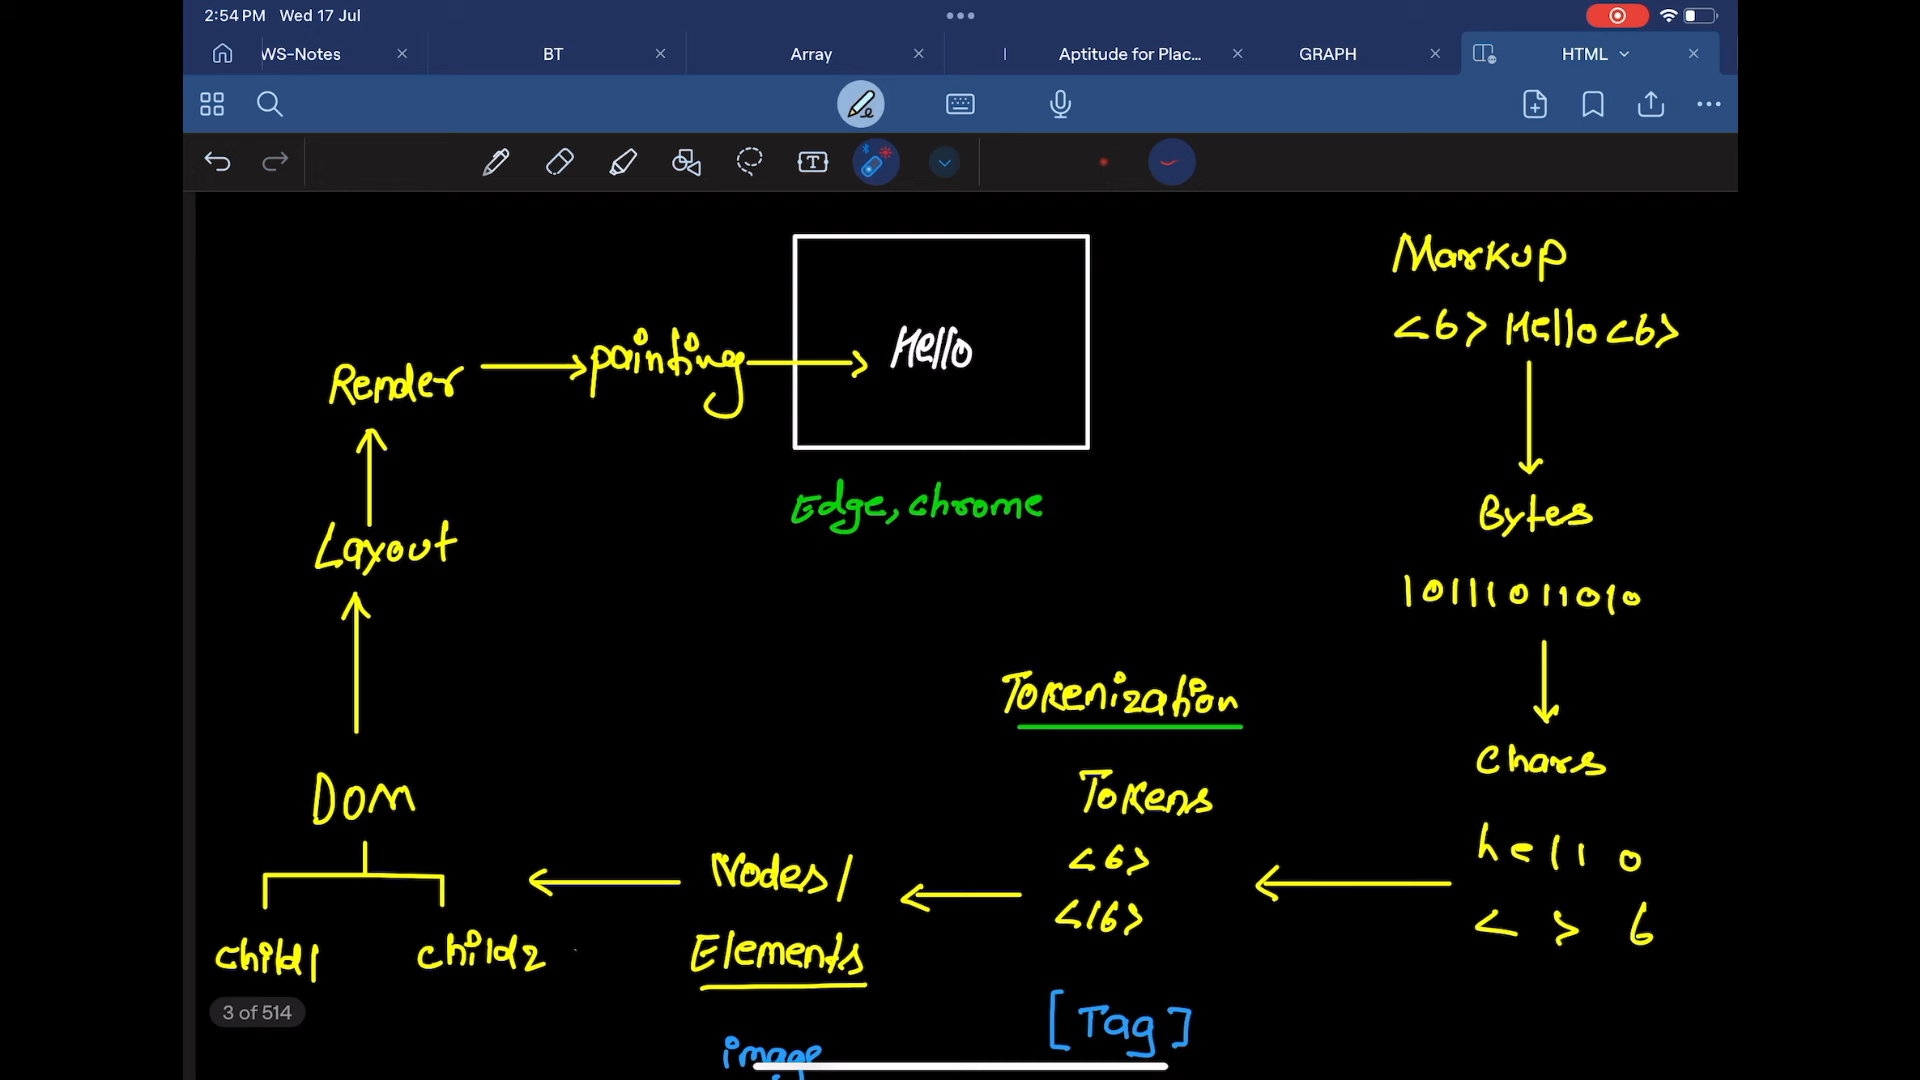 2:54 PM Wed 17 Jul
WS-Notes
BT
Array
Aptitude for Plac...
GRAPH
HTML
Markup
<b> Hello <b>
Bytes
10111011010
Chars
h e l l o
< > b
Tokenization
Tokens
<b>
</b>
[Tag]
Nodes/
Elements
image
DOM
child1 child2
Layout
Render
painting
Hello
Edge, chrome
3 of 514